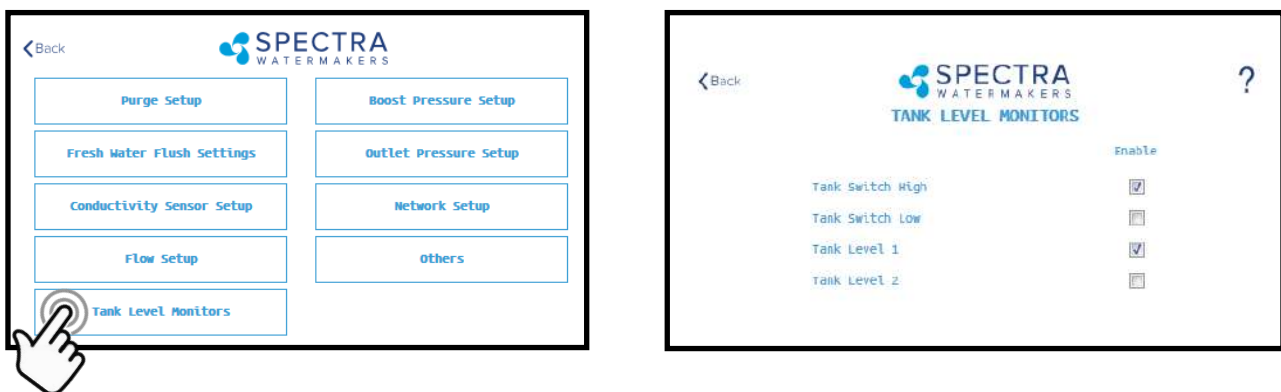 Back
SPECTRA
WATERMAKERS
Purge Setup
Boost Pressure Setup
Fresh Water Flush Settings
Outlet Pressure Setup
Conductivity Sensor Setup
Network Setup
Flow Setup
Others
Tank Level Monitors
Back
SPECTRA
WATERMAKERS
?
TANK LEVEL MONITORS
Enable
Tank Switch High
Tank Switch Low
Tank Level 1
Tank Level 2